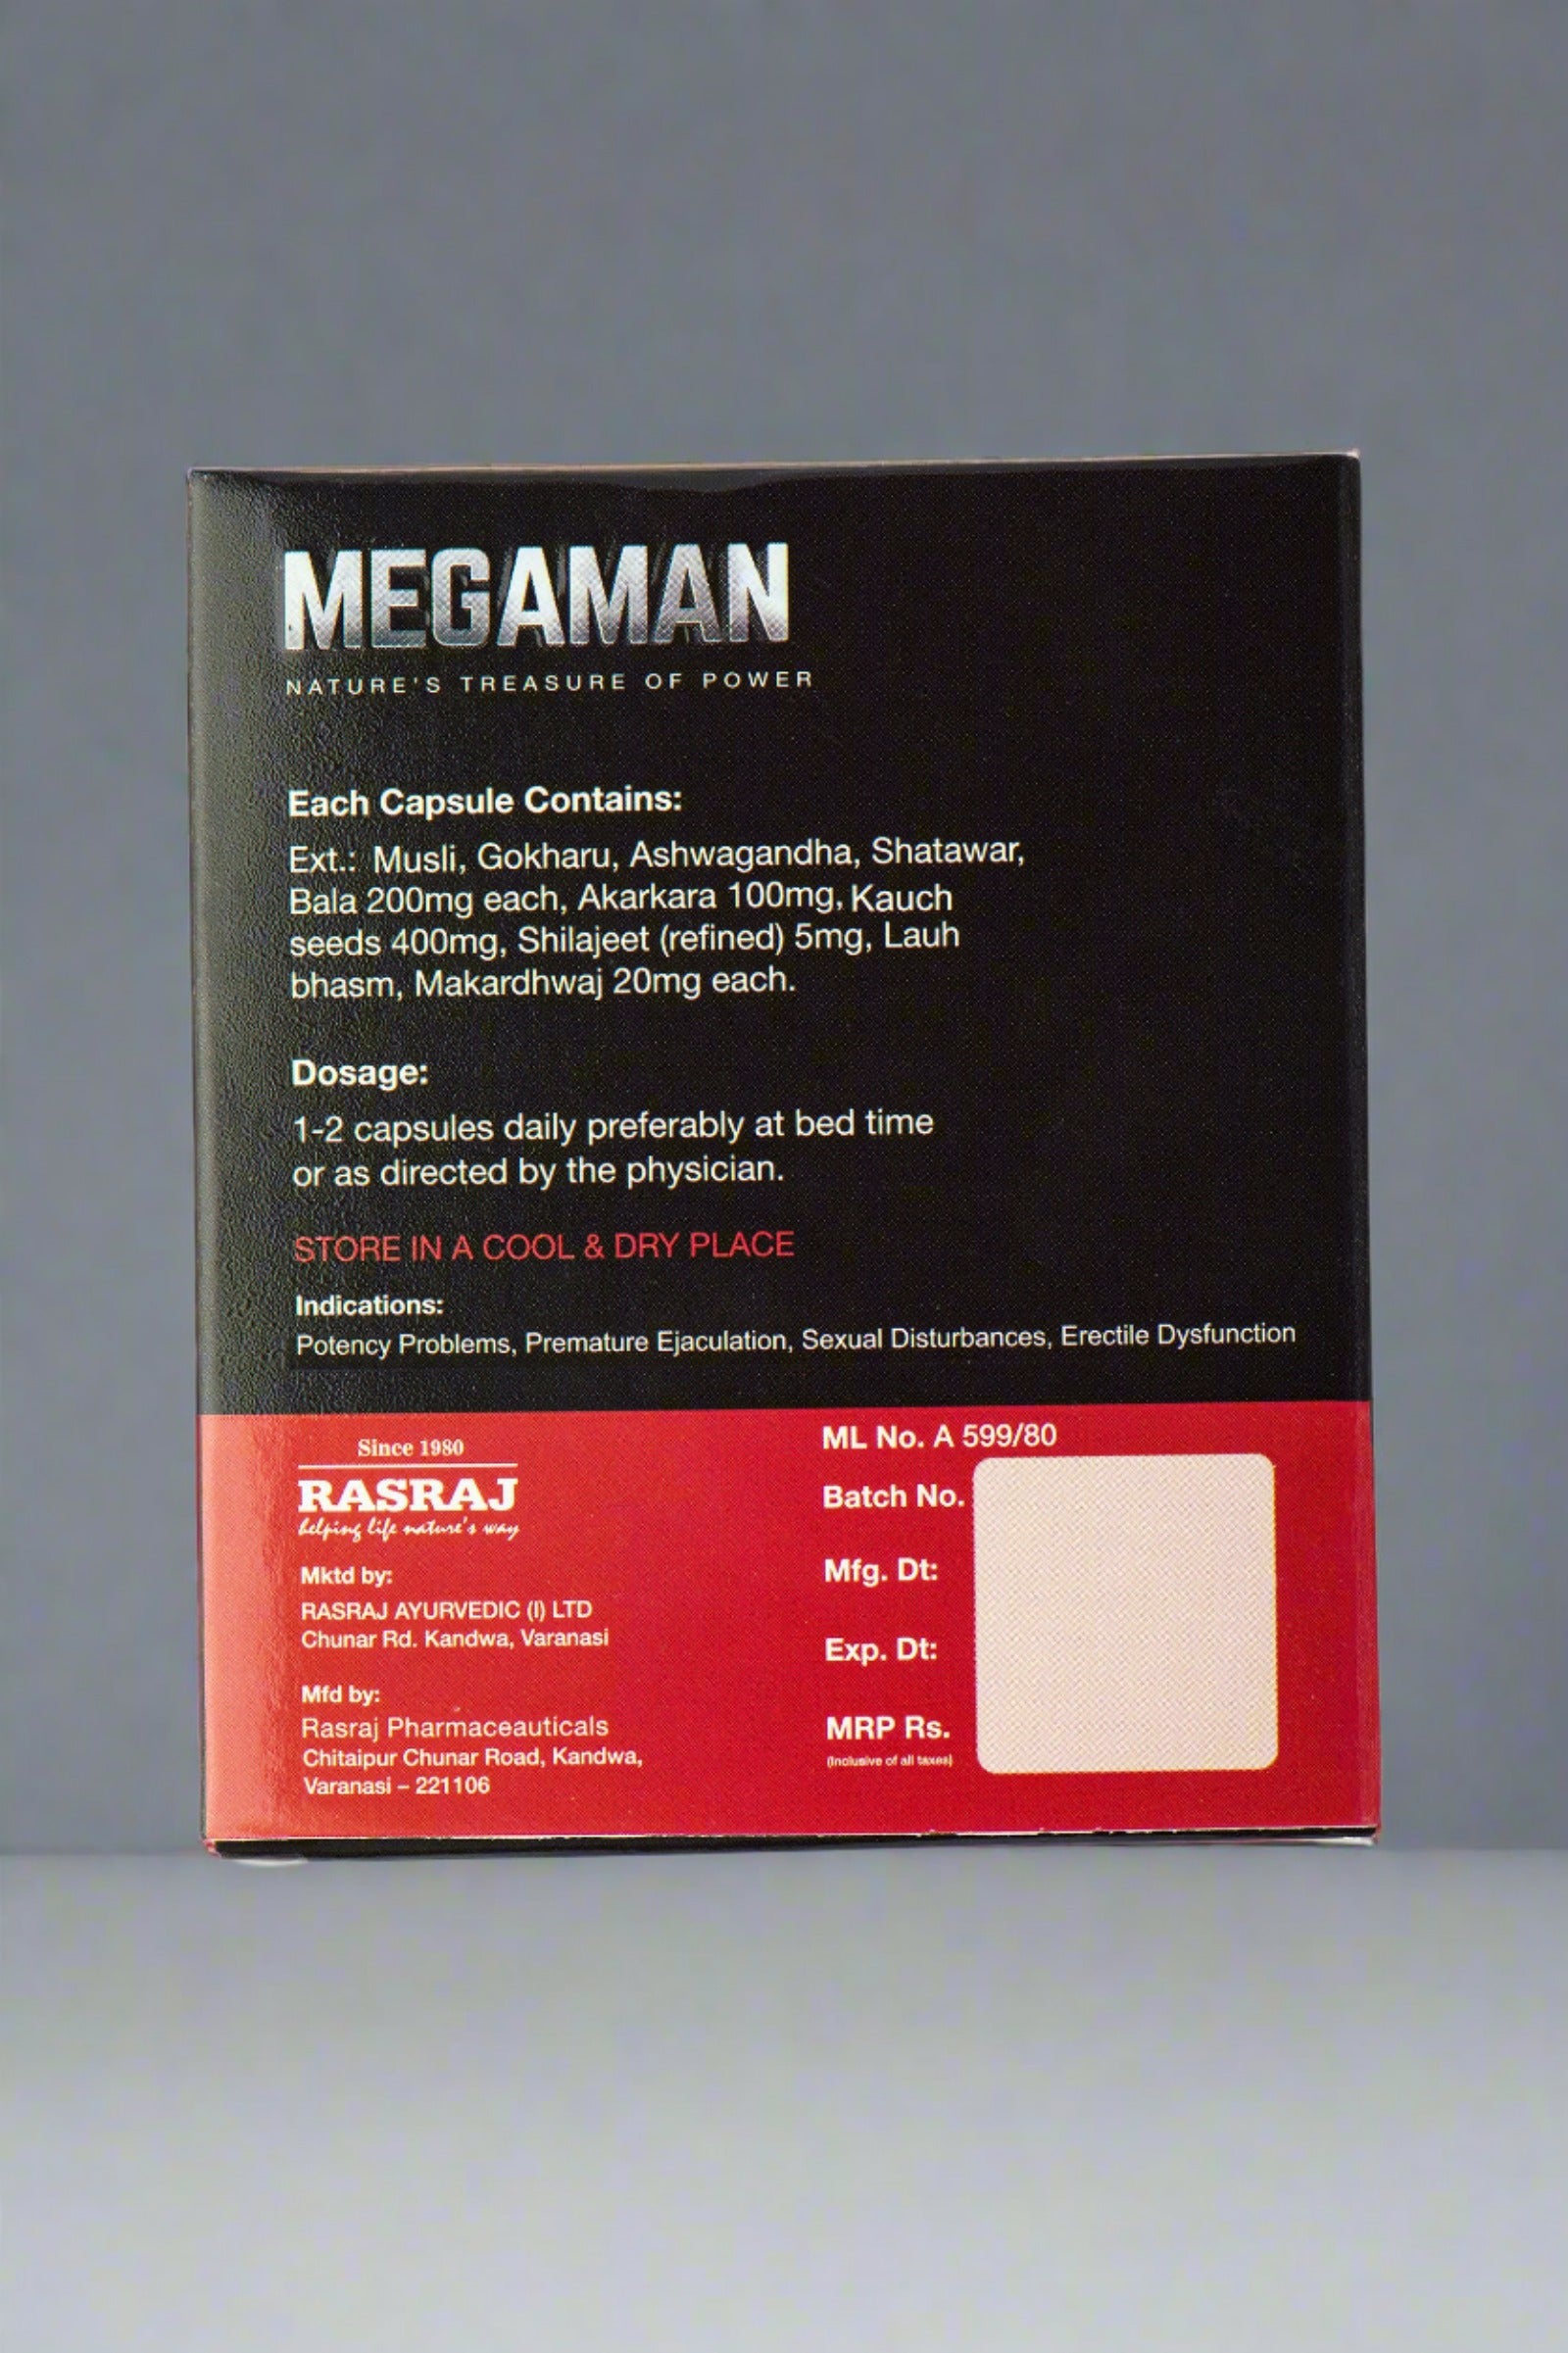 MEGAMAN
NATURE'S TREASURE OF POWER
Each Capsule Contains:
Ext.: Musli, Gokharu, Ashwagandha, Shatawar,
Bala 200mg each, Akarkara 100mg, Kauch
seeds 400mg, Shilajeet (refined) 5mg, Lauh
bhasm, Makardhwaj 20mg each.
Dosage:
1-2 capsules daily preferably at bed time
or as directed by the physician.
STORE IN A COOL & DRY PLACE
Indications:
Potency Problems, Premature Ejaculation, Sexual Disturbances, Erectile Dysfunction
Since 1980
RASRAJ
helping life nature's way
Mktd by:
RASRAJ AYURVEDIC (I) LTD
Chunar Rd. Kandwa, Varanasi
Mfd by:
Rasraj Pharmaceauticals
Chitaipur Chunar Road, Kandwa,
Varanasi – 221106
ML No. A 599/80
Batch No.
Mfg. Dt:
Exp. Dt:
MRP Rs.
(Inclusive of all taxes)